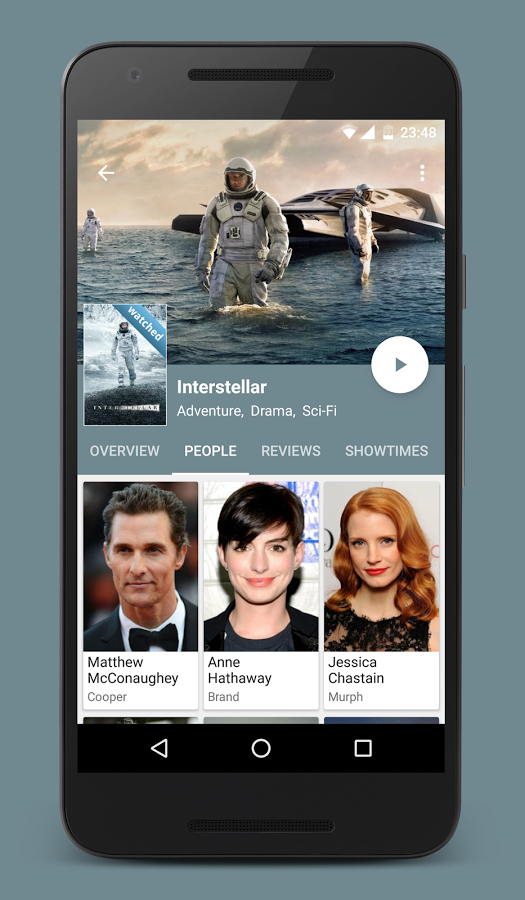 23:48
watched
INTERSTELLAR
Interstellar
Adventure, Drama, Sci-Fi
OVERVIEW PEOPLE REVIEWS SHOWTIMES
Matthew McConaughey
Cooper
Anne Hathaway
Brand
Jessica Chastain
Murph